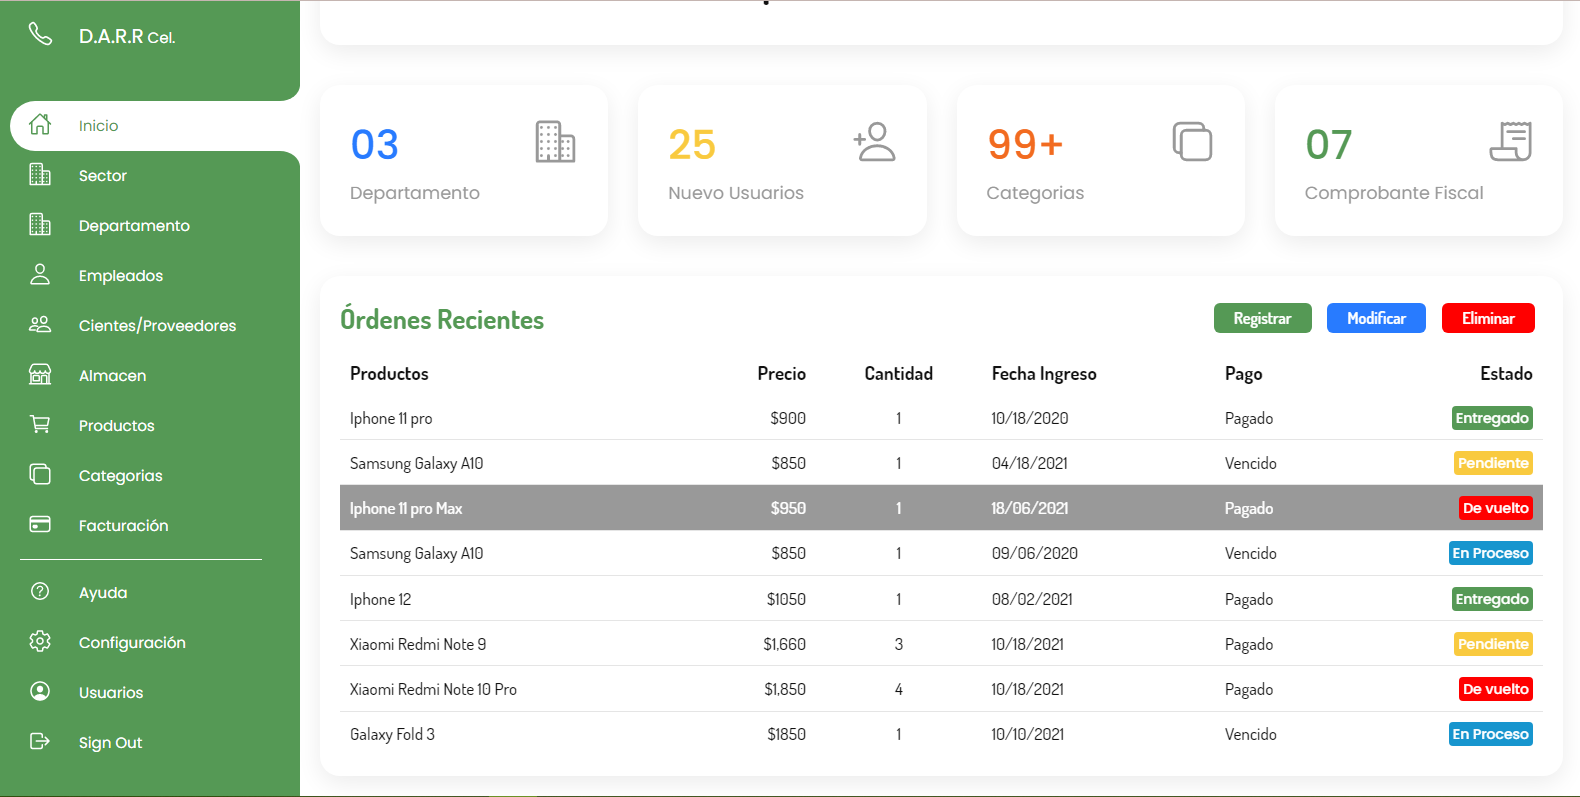 D.A.R.R Cel.
Inicio
Sector
Departamento
Empleados
Cientes/Proveedores
Almacen
Productos
Categorias
Facturación
Ayuda
Configuración
Usuarios
Sign Out
03
Departamento
25
Nuevo Usuarios
99+
Categorias
07
Comprobante Fiscal
Órdenes Recientes
Registrar Modificar Eliminar
Productos Precio Cantidad Fecha Ingreso Pago Estado
Iphone 11 pro $900 1 10/18/2020 Pagado Entregado
Samsung Galaxy A10 $850 1 04/18/2021 Vencido Pendiente
Iphone 11 pro Max $950 1 18/06/2021 Pagado De vuelto
Samsung Galaxy A10 $850 1 09/06/2020 Vencido En Proceso
Iphone 12 $1050 1 08/02/2021 Pagado Entregado
Xiaomi Redmi Note 9 $1,660 3 10/18/2021 Pagado Pendiente
Xiaomi Redmi Note 10 Pro $1,850 4 10/18/2021 Pagado De vuelto
Galaxy Fold 3 $1850 1 10/10/2021 Vencido En Proceso